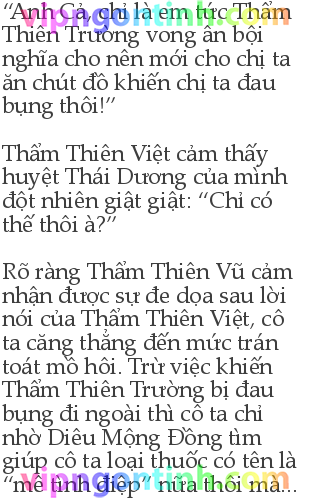 “Anh Cả, chỉ là em tức Thẩm
Thiên Trường vong ân bội
nghĩa cho nên mới cho chị ta
ăn chút đồ khiến chị ta đau
bụng thôi!”
Thẩm Thiên Việt cảm thấy
huyệt Thái Dương của mình
đột nhiên giật giật: “Chỉ có
thế thôi à?”
Rõ ràng Thẩm Thiên Vũ cảm
nhận được sự đe dọa sau lời
nói của Thẩm Thiên Việt, cô
ta căng thẳng đến mức trán
toát mồ hôi. Trừ việc khiến
Thẩm Thiên Trường bị đau
bụng đi ngoài thì cô ta chỉ
nhờ Diêu Mộng Đồng tìm
giúp cô ta loại thuốc có tên là
“mê tình điệp” nữa thôi mà...
vipngontinh.com
vipngontinh.com